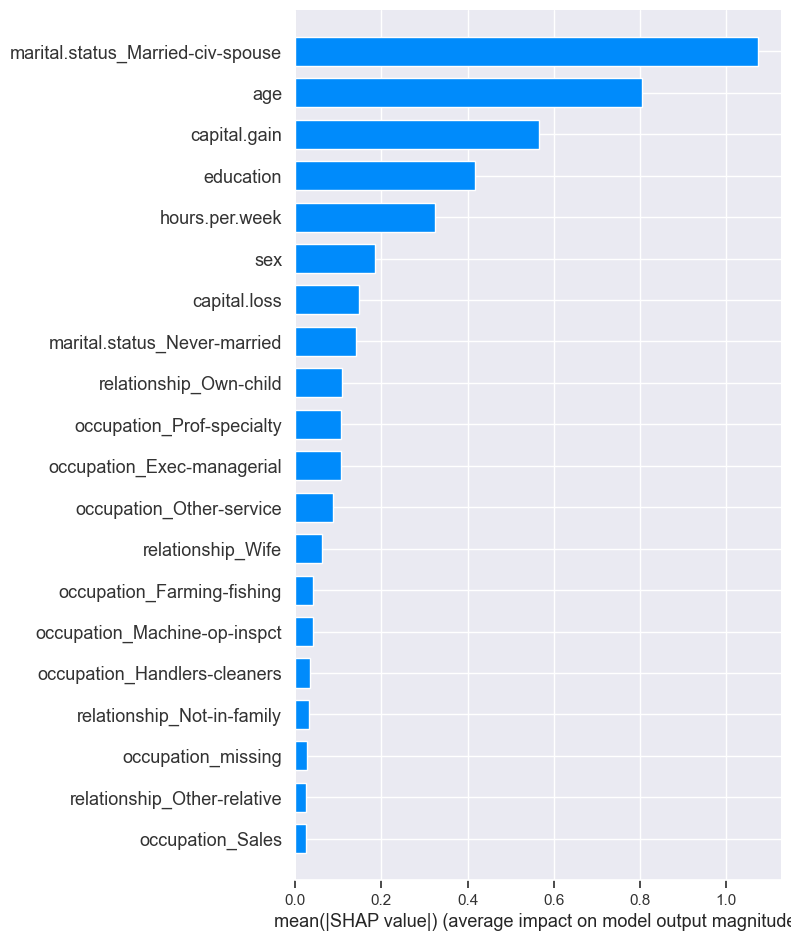 marital.status_Married-civ-spouse
age
capital.gain
education
hours.per.week
sex
capital.loss
marital.status_Never-married
relationship_Own-child
occupation_Prof-specialty
occupation_Exec-managerial
occupation_Other-service
relationship_Wife
occupation_Farming-fishing
occupation_Machine-op-inspct
occupation_Handlers-cleaners
relationship_Not-in-family
occupation_missing
relationship_Other-relative
occupation_Sales
0.0 0.2 0.4 0.6 0.8 1.0
mean(|SHAP value|) (average impact on model output magnitude